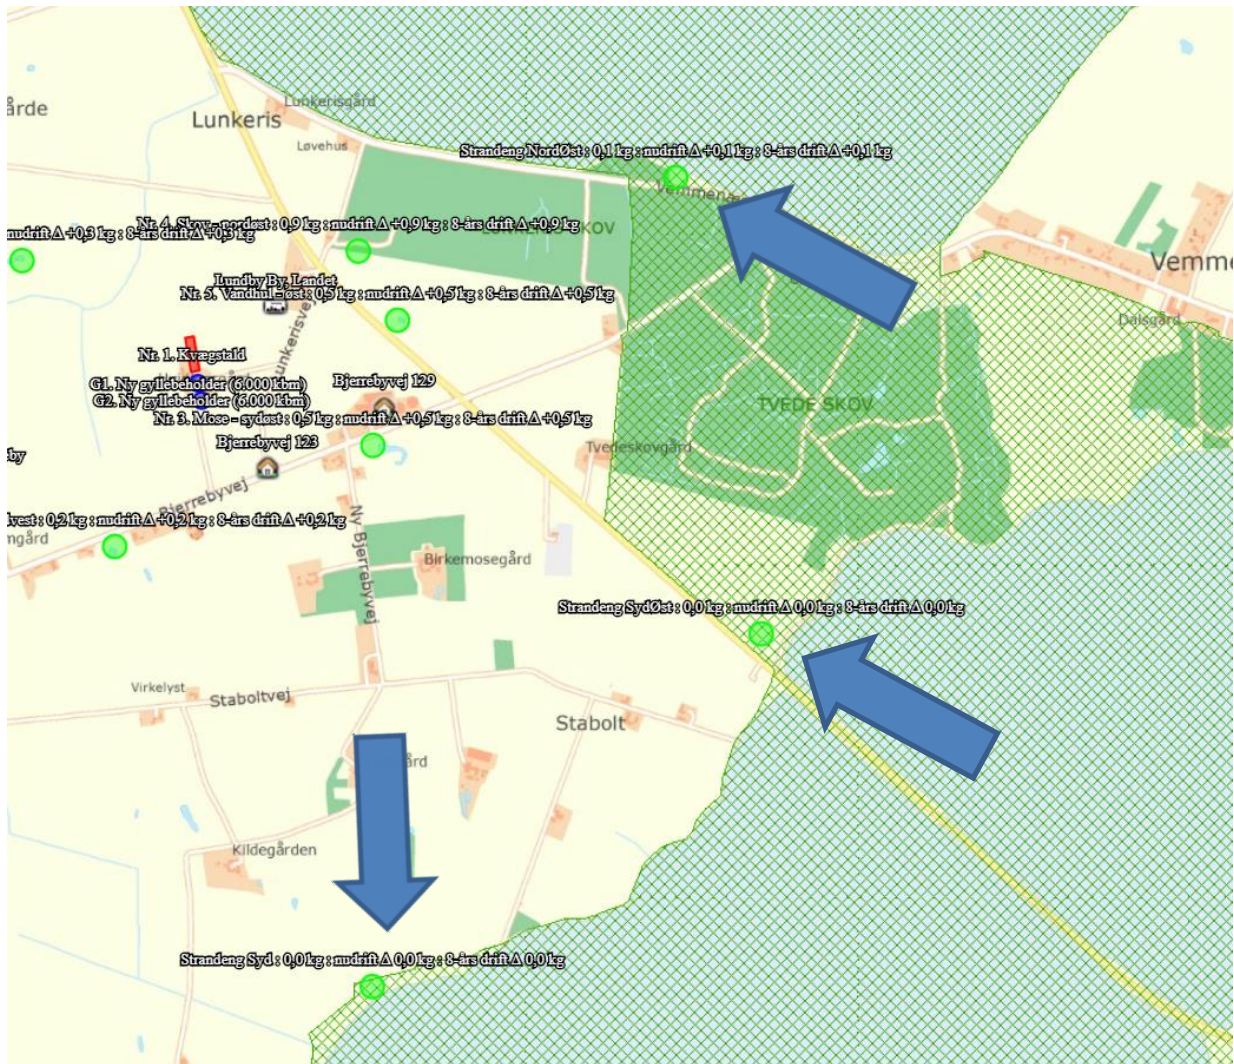 Lunkerisgård
årde
Lunkeris
Løvehus
Strandeng NordØst : 0,1 kg : nudrift Δ +0,1 kg : 8-års drift Δ +0,1 kg
Vemmenæ
Nr. 4. Skov - nordøst : 0,9 kg : nudrift Δ +0,9 kg : 8-års drift Δ +0,9 kg
nudrift Δ +0,3 kg : 8-års drift Δ +0,3 kg
SKOV
Vemme
Lundby By, Landet
Nr. 5. Vandhul - øst : 0,5 kg : nudrift Δ +0,5 kg : 8-års drift Δ +0,5 kg
Dalsgård
Lunkerisvej
Nr. 1. Kvægstald
G1. Ny gyllebeholder (6.000 kbm)
Bjerrebyvej 129
G2. Ny gyllebeholder (6.000 kbm)
TVEDE SKOV
Nr. 3. Mose - sydøst : 0,5 kg : nudrift Δ +0,5 kg : 8-års drift Δ +0,5 kg
Bjerrebyvej 123
Tvedeskovgård
by
Bjerrebyvej
lvest : 0,2 kg : nudrift Δ +0,2 kg : 8-års drift Δ +0,2 kg
mgård
Ny Bjerrebyvej
Birkemosegård
Strandeng SydØst : 0,0 kg : nudrift Δ 0,0 kg : 8-års drift Δ 0,0 kg
Virkelyst
Staboltvej
Stabolt
ård
Kildegården
Strandeng Syd : 0,0 kg : nudrift Δ 0,0 kg : 8-års drift Δ 0,0 kg